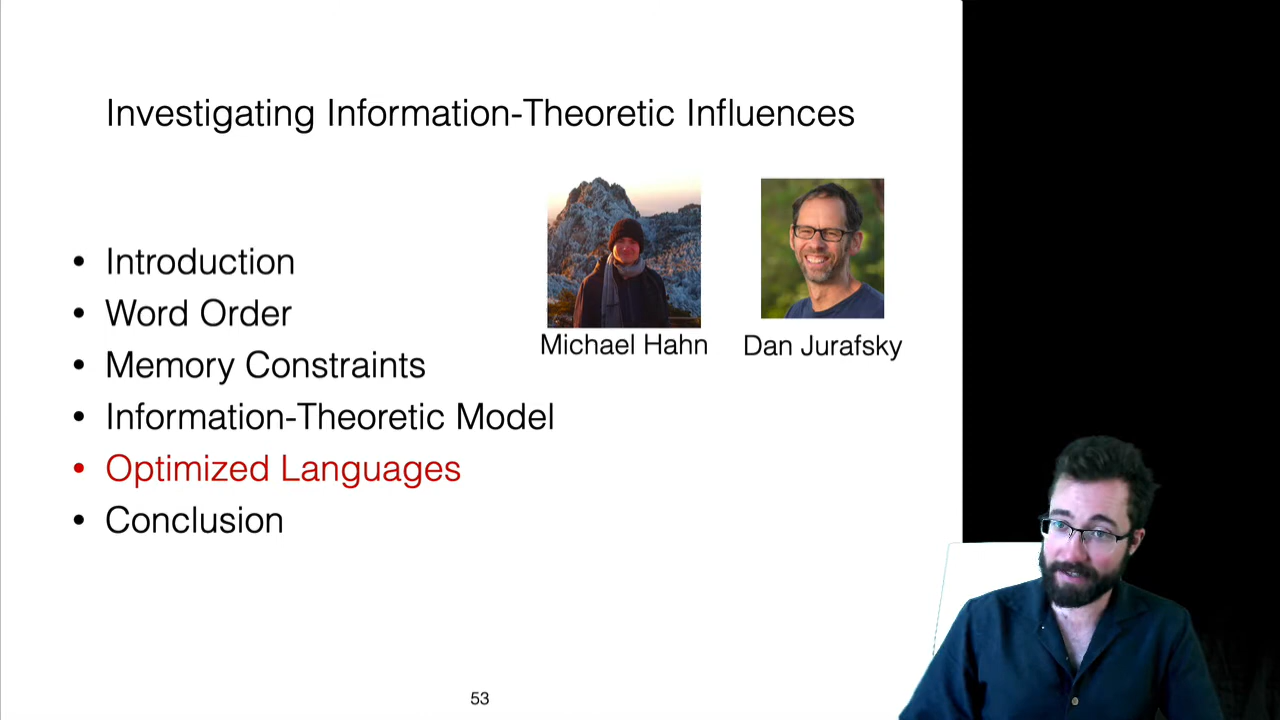 Investigating Information-Theoretic Influences
Michael Hahn
Dan Jurafsky
• Introduction
• Word Order
• Memory Constraints
• Information-Theoretic Model
• Optimized Languages
• Conclusion
53